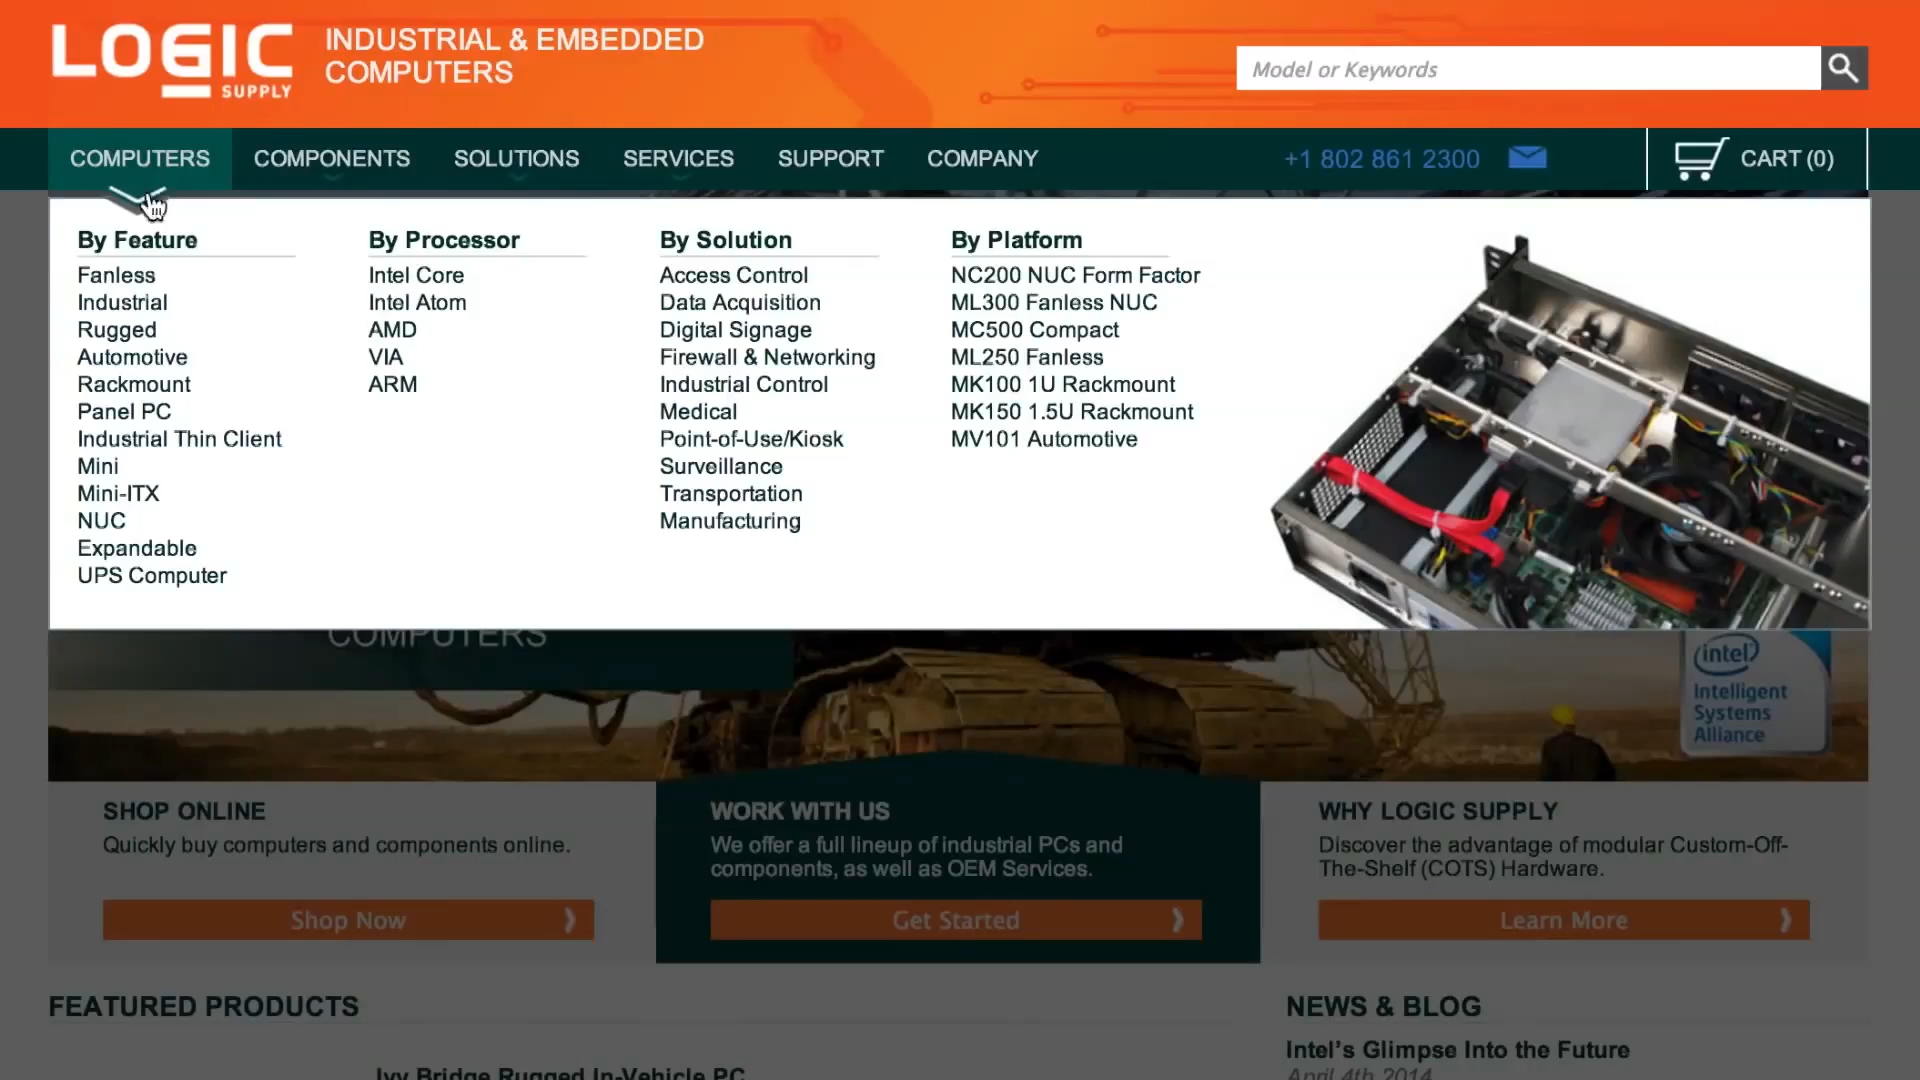 LOGIC
SUPPLY
INDUSTRIAL & EMBEDDED
COMPUTERS
Model or Keywords
COMPUTERS
COMPONENTS
SOLUTIONS
SERVICES
SUPPORT
COMPANY
+1 802 861 2300
CART (0)
By Feature
Fanless
Industrial
Rugged
Automotive
Rackmount
Panel PC
Industrial Thin Client
Mini
Mini-ITX
NUC
Expandable
UPS Computer
By Processor
Intel Core
Intel Atom
AMD
VIA
ARM
By Solution
Access Control
Data Acquisition
Digital Signage
Firewall & Networking
Industrial Control
Medical
Point-of-Use/Kiosk
Surveillance
Transportation
Manufacturing
By Platform
NC200 NUC Form Factor
ML300 Fanless NUC
MC500 Compact
ML250 Fanless
MK100 1U Rackmount
MK150 1.5U Rackmount
MV101 Automotive
COMPUTERS
intel
Intelligent
Systems
Alliance
SHOP ONLINE
Quickly buy computers and components online.
Shop Now
WORK WITH US
We offer a full lineup of industrial PCs and
components, as well as OEM Services.
Get Started
WHY LOGIC SUPPLY
Discover the advantage of modular Custom-Off-
The-Shelf (COTS) Hardware.
Learn More
FEATURED PRODUCTS
Ivy Bridge Rugged In-Vehicle PC
NEWS & BLOG
Intel's Glimpse Into the Future
April 4th 2014